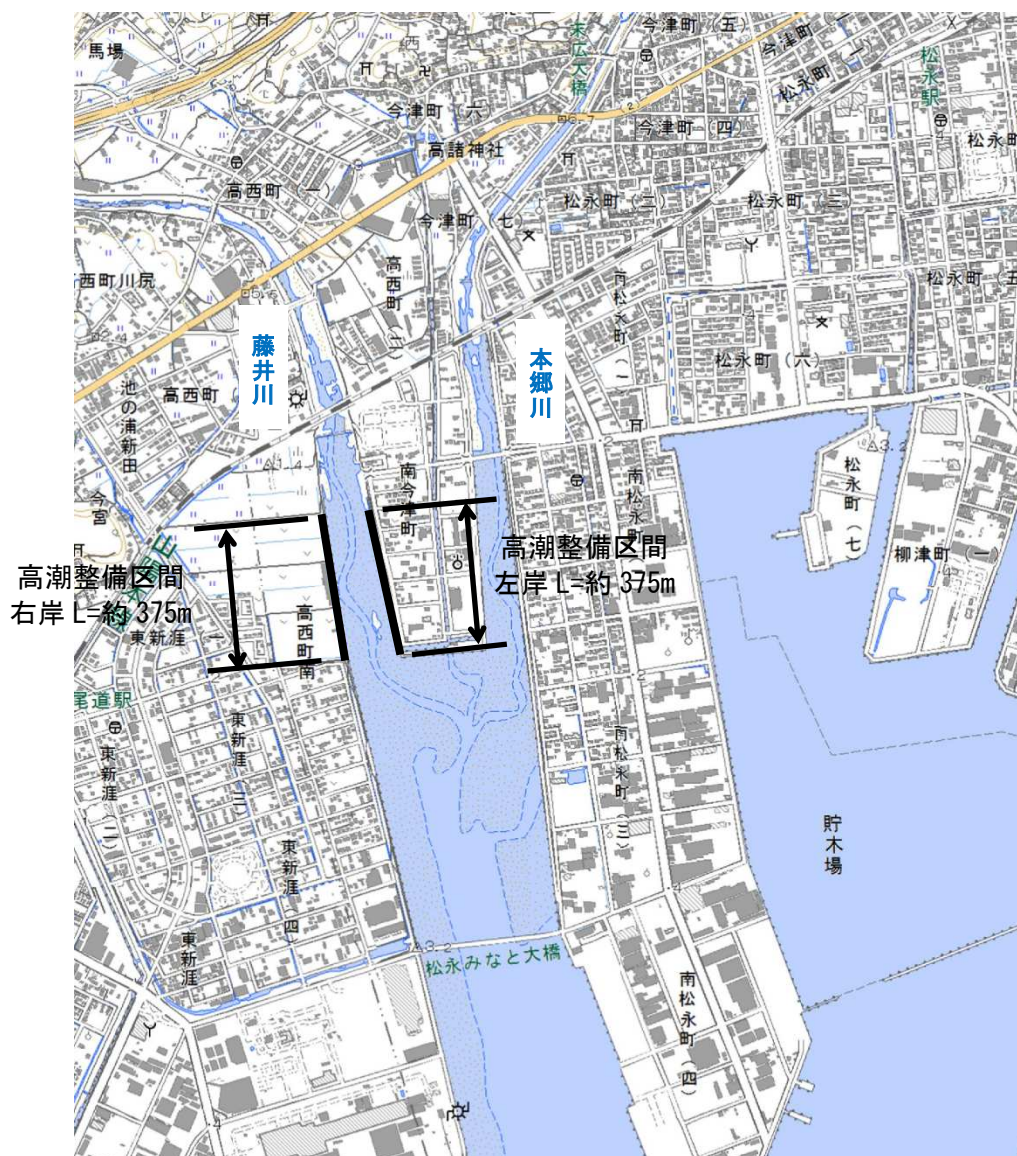 馬場
今津町（六）
高諸神社
今津町（七）
末広大橋
今津町（五）
今津町（一）
松永町（一）
松永駅
今津町（四）
松永町
松永町（二）
松永町（三）
松永町（五
松永町（六）
南松永町（一）
高西町（一）
高西町（二）
高西町川尻
高西町（
池の浦新田
今宮
藤井川
本郷川
南今津町
南松永町（二）
松永町（七）
柳津町（一）
高潮整備区間
右岸 L=約 375m
高潮整備区間
左岸 L=約 375m
高西町南
東新涯（一）
尾道駅
東新涯（二）
東新涯（三）
東新涯（四）
東新涯
南松永町（三）
貯木場
松永みなと大橋
南松永町（四）